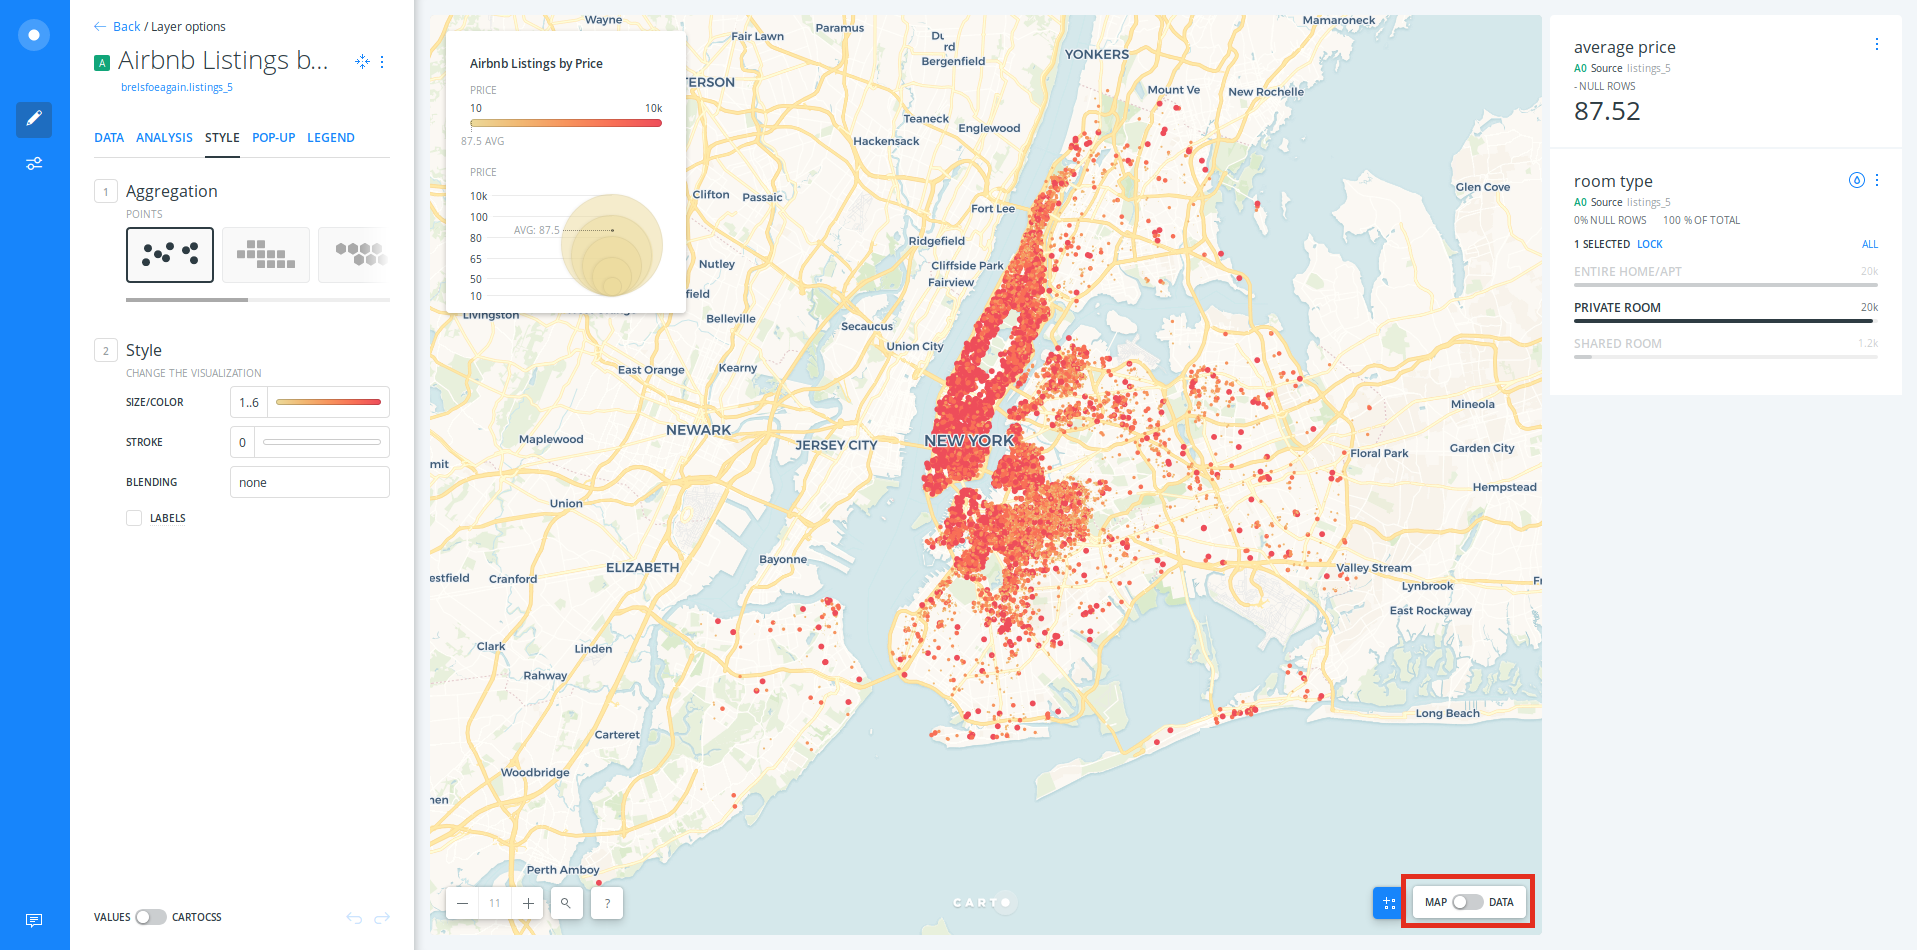 ← Back / Layer options
A Airbnb Listings b...
brelsfoeagain.listings_5
DATA ANALYSIS STYLE POP-UP LEGEND
1 Aggregation
POINTS
2 Style
CHANGE THE VISUALIZATION
SIZE/COLOR 1..6
STROKE 0
BLENDING none
LABELS
VALUES CARTOCSS
Airbnb Listings by Price
PRICE
10 10k
87.5 AVG
PRICE
10k
100
AVG: 87.5
80
65
50
10
Wayne
Fair Lawn
Paramus
Du
rd
Bergenfield
YONKERS
Mamaroneck
TERSON
Mount Ve
New Rochelle
Teaneck
Englewood
Hackensack
Clifton
Passaic
Fort Lee
Glen Cove
Ridgefield
Nutley
Cliffside Park
Fairview
field
Livingston
Belleville
Secaucus
Union City
East Orange
Kearny
Mineola
NEWARK
Maplewood
JERSEY CITY
NEW YORK
Garden City
Floral Park
mit
Hempstead
Union
Bayonne
ELIZABETH
Valley Stream
estfield
Cranford
Lynbrook
Fr
East Rockaway
Clark
Linden
Rahway
Long Beach
Carteret
Woodbridge
hen
Perth Amboy
− 11 +
?
CARTO
MAP DATA
average price
A0 Source listings_5
- NULL ROWS
87.52
room type
A0 Source listings_5
0% NULL ROWS 100 % OF TOTAL
1 SELECTED LOCK ALL
ENTIRE HOME/APT 20k
PRIVATE ROOM 20k
SHARED ROOM 1.2k